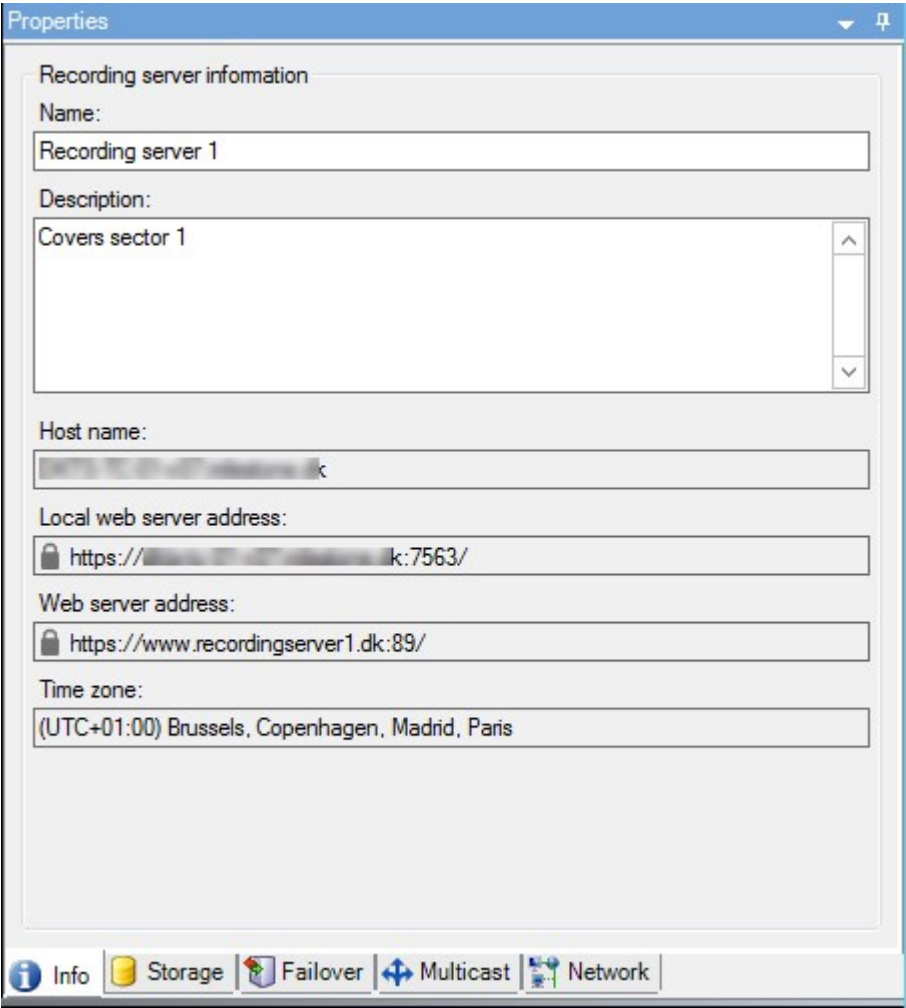 Properties
Recording server information
Name:
Recording server 1
Description:
Covers sector 1
Host name:
Local web server address:
https:// k:7563/
Web server address:
https://www.recordingserver1.dk:89/
Time zone:
(UTC+01:00) Brussels, Copenhagen, Madrid, Paris
Info Storage Failover Multicast Network